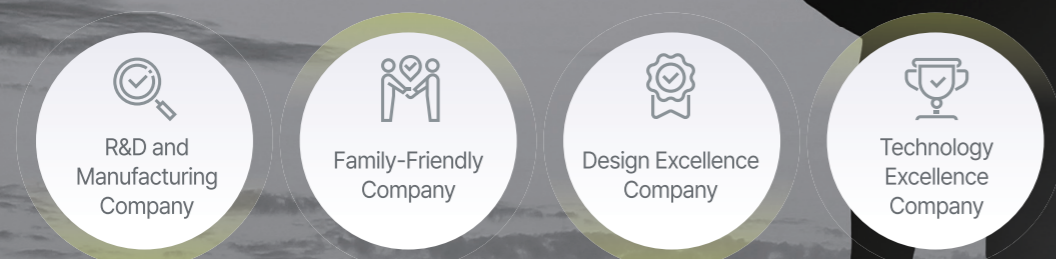 R&D and
Manufacturing
Company
Family-Friendly
Company
Design Excellence
Company
Technology
Excellence
Company